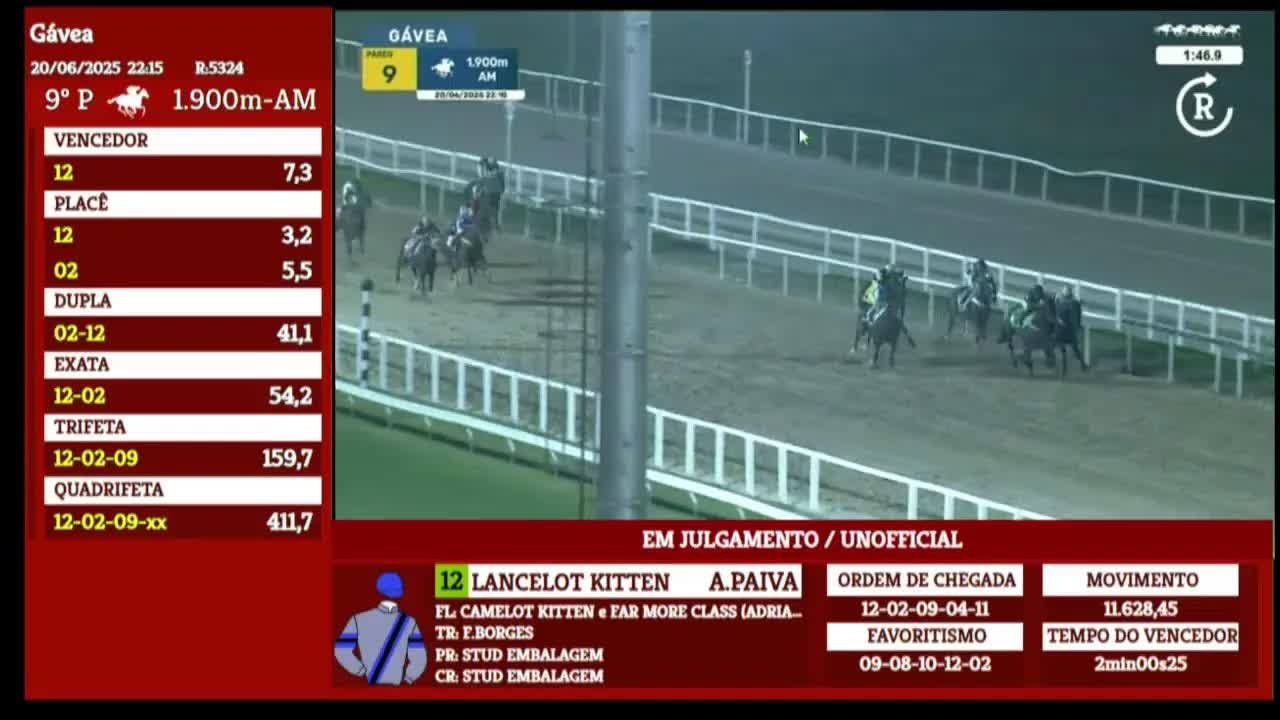 Gávea
20/06/2025 22:15 R:5324
9º P 1.900m-AM
VENCEDOR
12 7,3
PLACÊ
12 3,2
02 5,5
DUPLA
02-12 41,1
EXATA
12-02 54,2
TRIFETA
12-02-09 159,7
QUADRIFETA
12-02-09-xx 411,7
GÁVEA
PAREO
9
1.900m
AM
20/06/2025 22:15
1:46.9
R
EM JULGAMENTO / UNOFFICIAL
12 LANCELOT KITTEN A.PAIVA
FL: CAMELOT KITTEN e FAR MORE CLASS (ADRIA...
TR: F.BORGES
PR: STUD EMBALAGEM
CR: STUD EMBALAGEM
ORDEM DE CHEGADA
12-02-09-04-11
FAVORITISMO
09-08-10-12-02
MOVIMENTO
11.628,45
TEMPO DO VENCEDOR
2min00s25